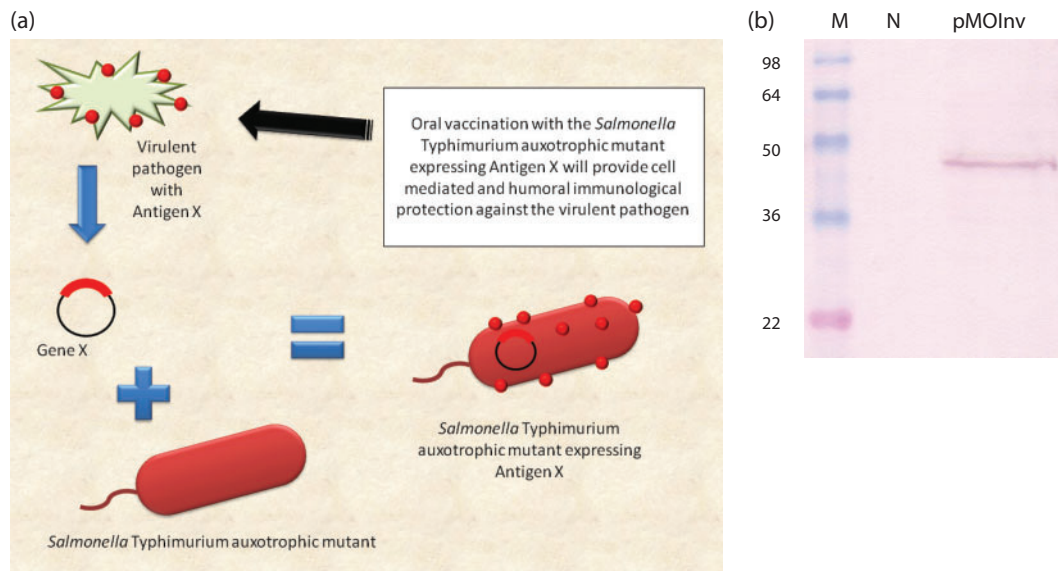 (a)
Virulent
pathogen
with
Antigen X
Oral vaccination with the Salmonella
Typhimurium auxotrophic mutant
expressing Antigen X will provide cell
mediated and humoral immunological
protection against the virulent pathogen
Gene X
Salmonella Typhimurium
auxotrophic mutant expressing
Antigen X
Salmonella Typhimurium auxotrophic mutant
(b)
M N pMOInv
98
64
50
36
22